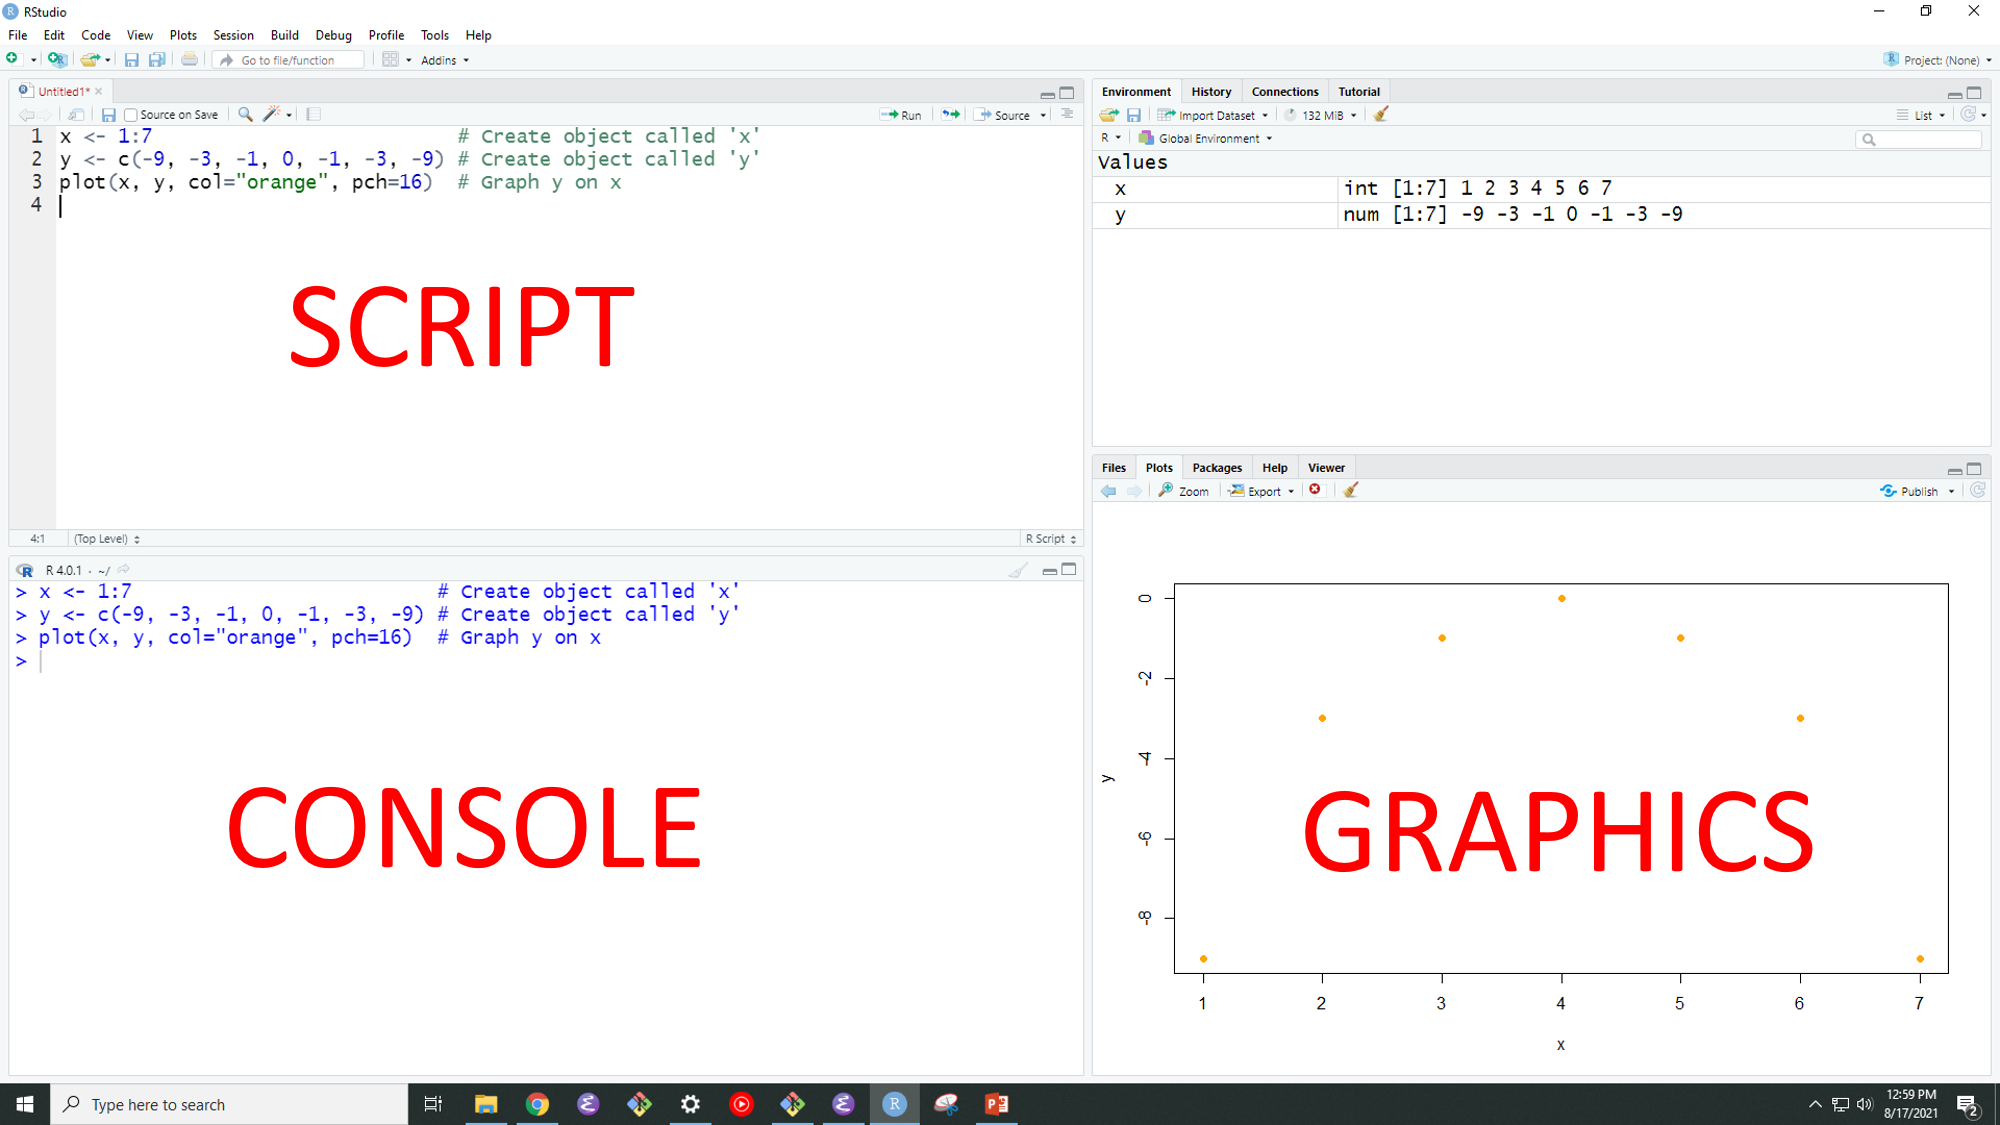 RStudio
File Edit Code View Plots Session Build Debug Profile Tools Help
Go to file/function Addins Project: (None)
Untitled1*
Source on Save Run Source
1 x <- 1:7 # Create object called 'x'
2 y <- c(-9, -3, -1, 0, -1, -3, -9) # Create object called 'y'
3 plot(x, y, col="orange", pch=16) # Graph y on x
4
SCRIPT
4:1 (Top Level) R Script
R 4.0.1 · ~/
> x <- 1:7 # Create object called 'x'
> y <- c(-9, -3, -1, 0, -1, -3, -9) # Create object called 'y'
> plot(x, y, col="orange", pch=16) # Graph y on x
>
CONSOLE
Environment History Connections Tutorial
Import Dataset 132 MiB List
R Global Environment
Values
x int [1:7] 1 2 3 4 5 6 7
y num [1:7] -9 -3 -1 0 -1 -3 -9
Files Plots Packages Help Viewer
Zoom Export Publish
0
-2
-4
y
-6
-8
GRAPHICS
1 2 3 4 5 6 7
x
Type here to search
12:59 PM
8/17/2021
2